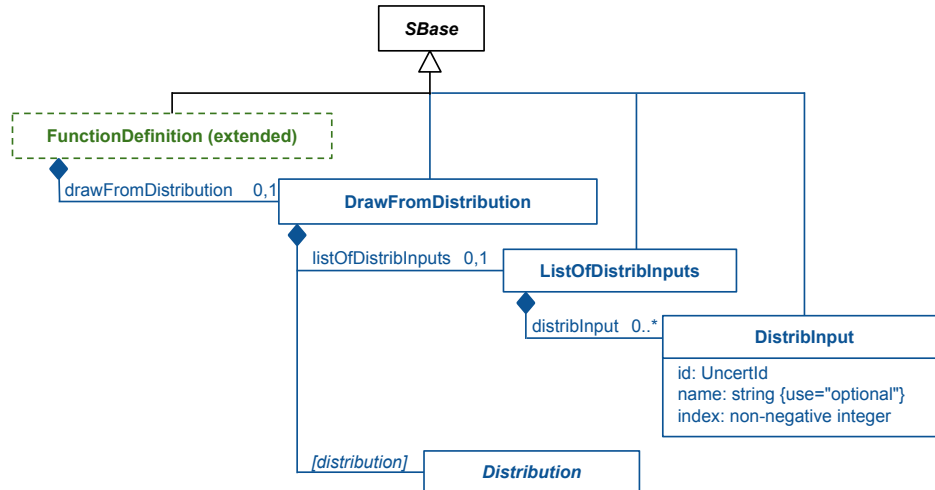 SBase
FunctionDefinition (extended)
drawFromDistribution 0,1
DrawFromDistribution
listOfDistribInputs 0,1
ListOfDistribInputs
distribInput 0..*
DistribInput
id: UncertId
name: string {use="optional"}
index: non-negative integer
[distribution]
Distribution